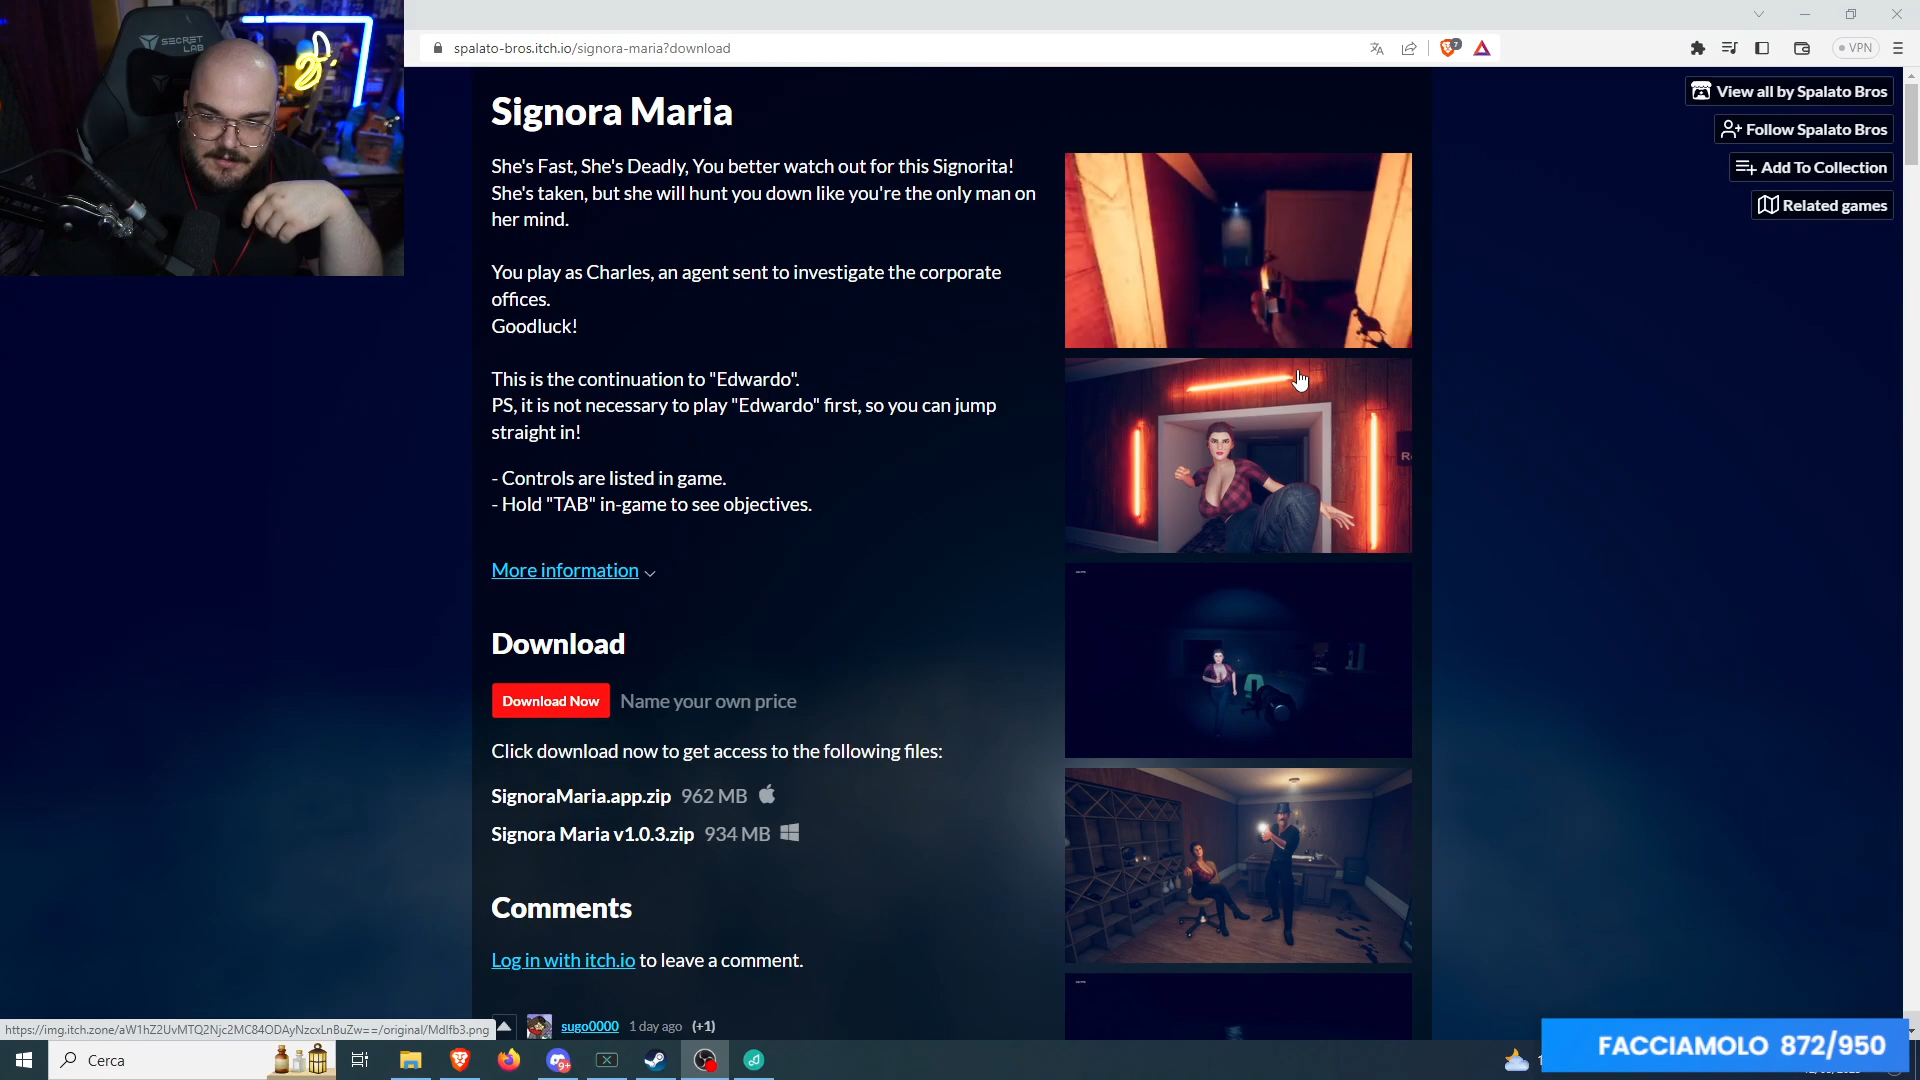 SECRET
LAB
spalato-bros.itch.io/signora-maria?download
7
VPN
View all by Spalato Bros
Follow Spalato Bros
Add To Collection
Related games
Signora Maria
She's Fast, She's Deadly, You better watch out for this Signorita!
She's taken, but she will hunt you down like you're the only man on
her mind.
You play as Charles, an agent sent to investigate the corporate
offices.
Goodluck!
This is the continuation to "Edwardo".
PS, it is not necessary to play "Edwardo" first, so you can jump
straight in!
- Controls are listed in game.
- Hold "TAB" in-game to see objectives.
More information
Download
Download Now Name your own price
Click download now to get access to the following files:
SignoraMaria.app.zip 962 MB
Signora Maria v1.0.3.zip 934 MB
Comments
Log in with itch.io to leave a comment.
sugo0000 1 day ago (+1)
https://img.itch.zone/aW1hZ2UvMTQ2Njc2MC84ODAyNzcxLnBuZw==/original/Mdlfb3.png
Cerca
9+
FACCIAMOLO 872/950